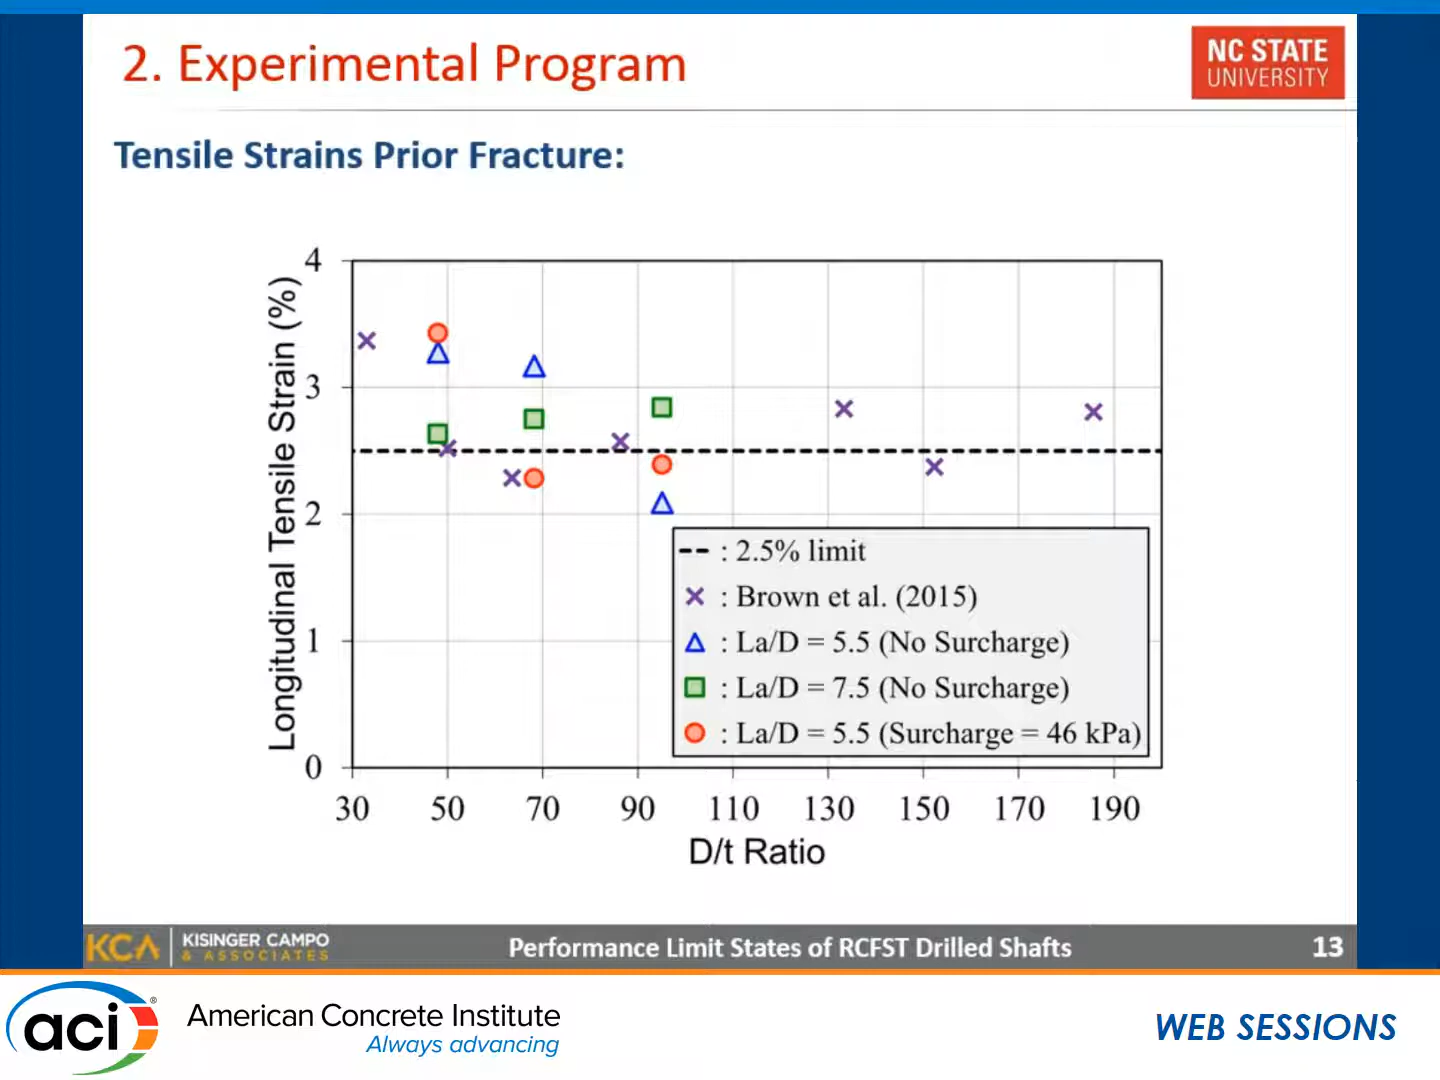 2. Experimental Program
NC STATE
UNIVERSITY
Tensile Strains Prior Fracture:
Longitudinal Tensile Strain (%)
4
3
2
1
0
: 2.5% limit
: Brown et al. (2015)
: La/D = 5.5 (No Surcharge)
: La/D = 7.5 (No Surcharge)
: La/D = 5.5 (Surcharge = 46 kPa)
30 50 70 90 110 130 150 170 190
D/t Ratio
KCA
KISINGER CAMPO
& ASSOCIATES
Performance Limit States of RCFST Drilled Shafts
13
aci®
American Concrete Institute
Always advancing
WEB SESSIONS